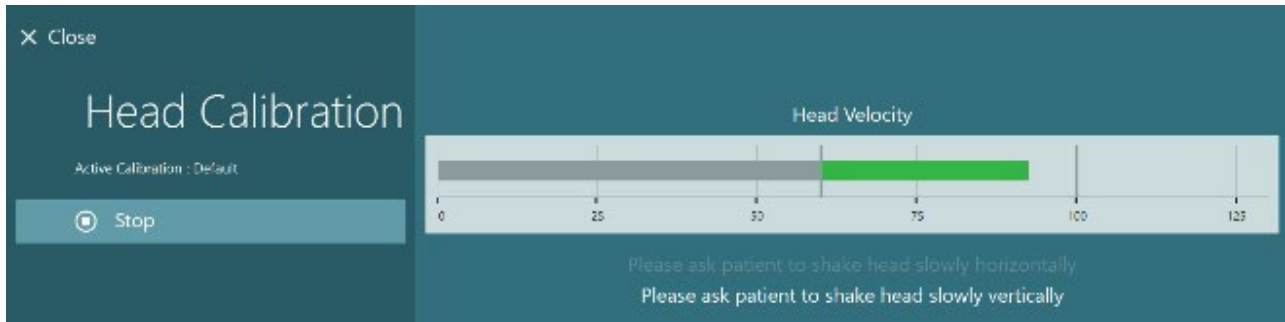 × Close
Head Calibration
Active Calibration : Default
Stop
Head Velocity
0 25 50 75 100 125
Please ask patient to shake head slowly horizontally
Please ask patient to shake head slowly vertically